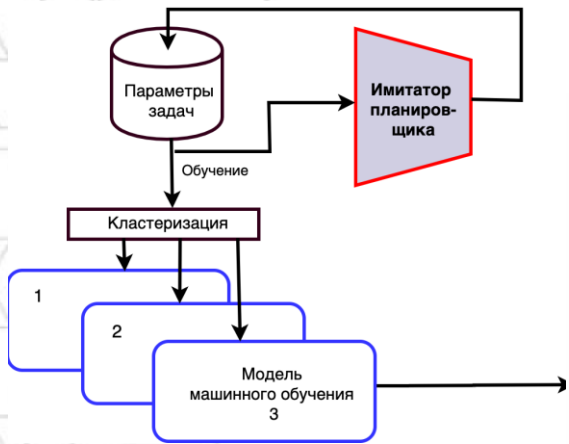 Параметры
задач
Имитатор
планиров-
щика
Обучение
Кластеризация
1
2
Модель
машинного обучения
3